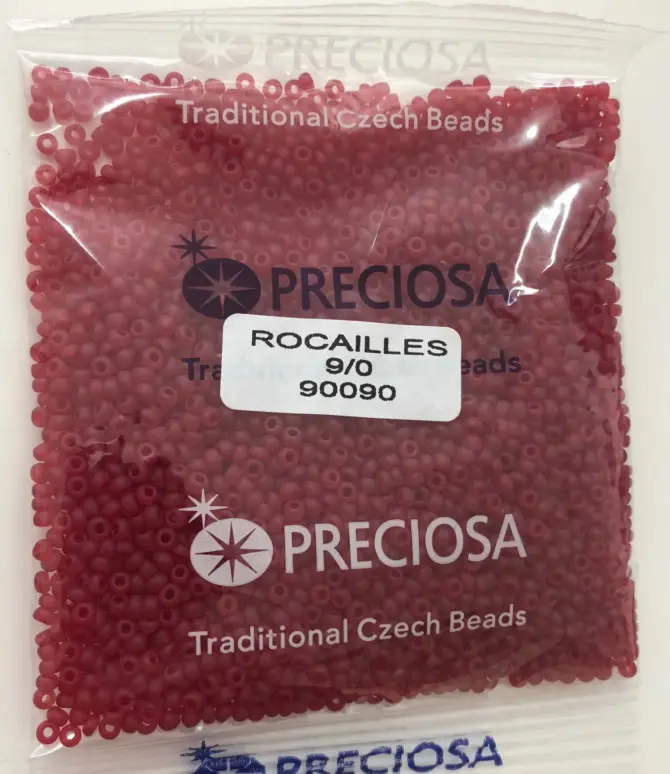 PRECIOSA
Traditional Czech Beads
PRECIOSA
ROCAILLES
9/0
90090
PRECIOSA
Traditional Czech Beads
PRECIOSA